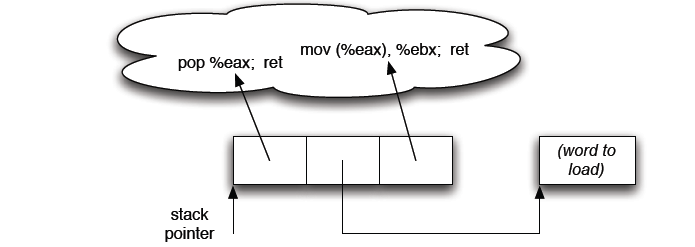 pop %eax; ret
mov (%eax), %ebx; ret
(word to
load)
stack
pointer